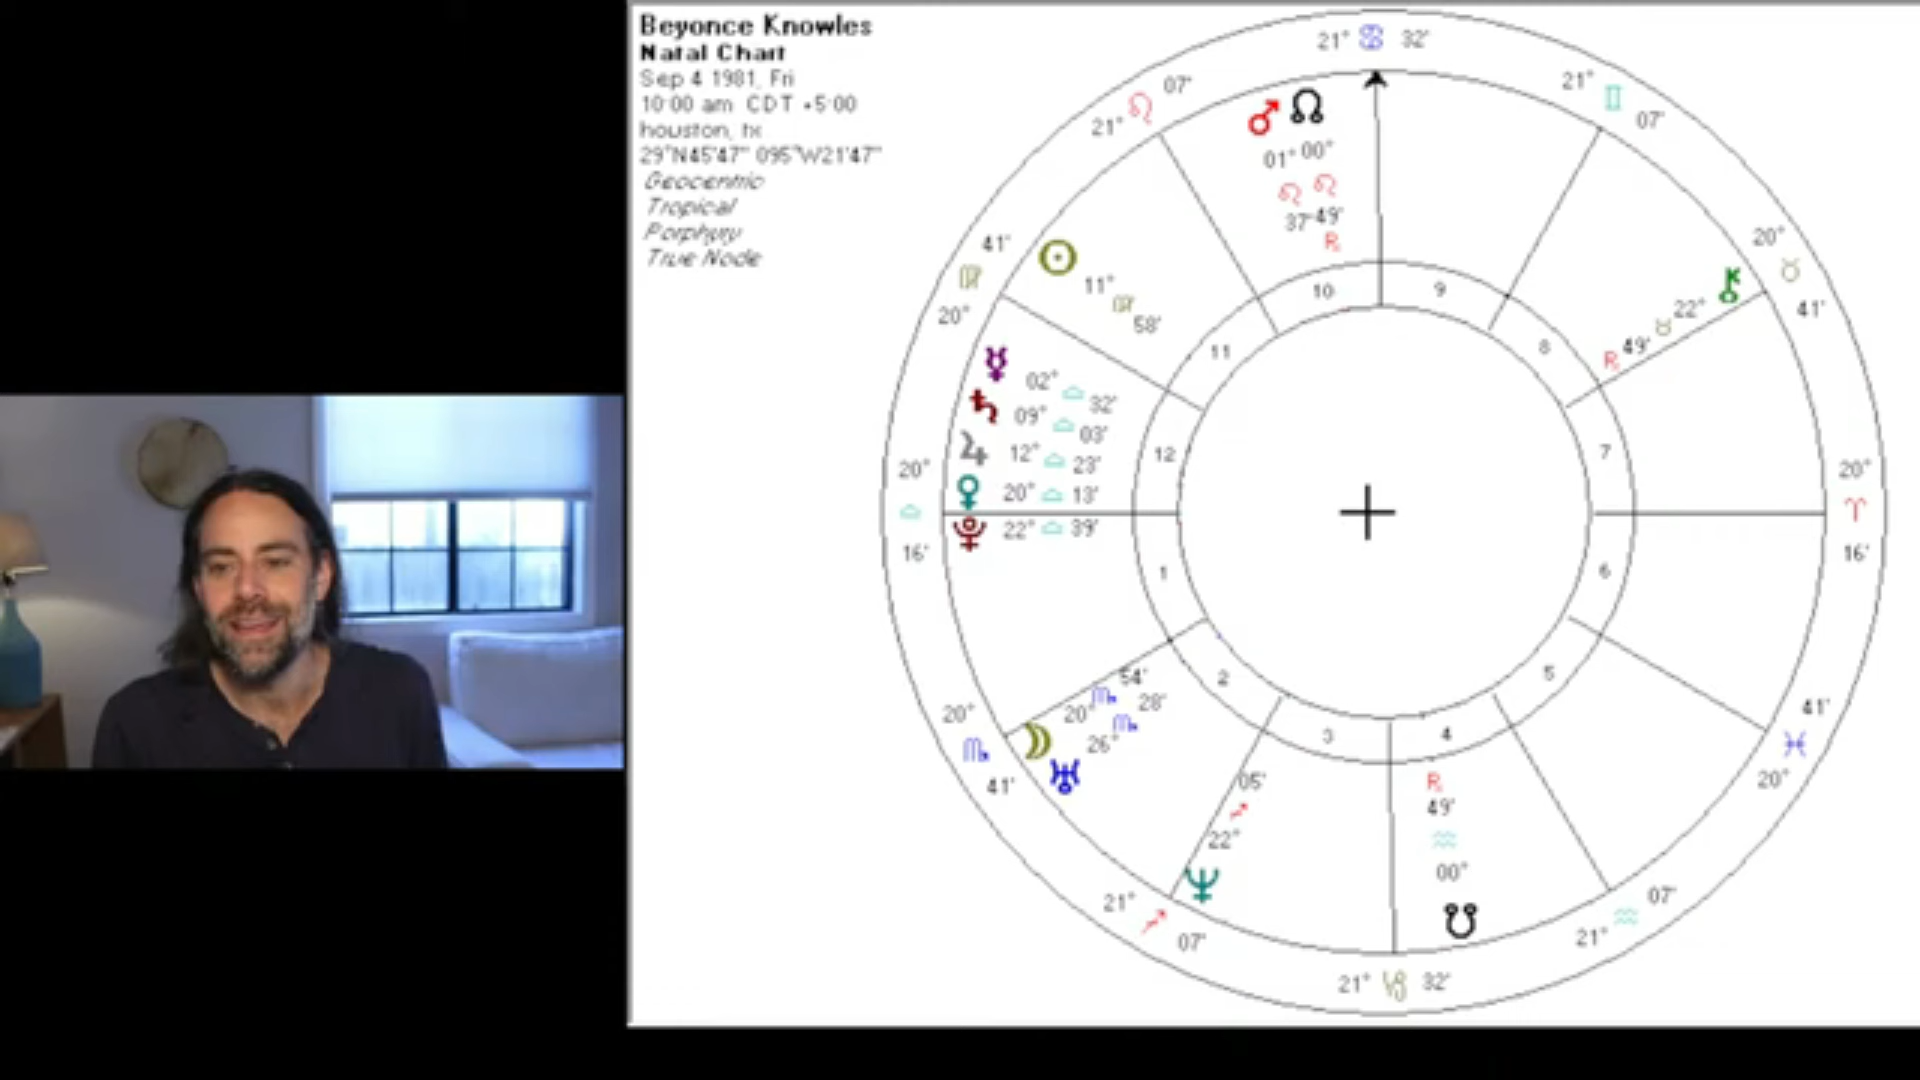 Beyonce Knowles
Natal Chart
Sep 4 1981, Fri
10:00 am CDT +5:00
houston, tx
29°N45'47" 095°W21'47"
Geocentric
Tropical
Porphyry
True Node
21° ♋ 32'
21° ♊ 07'
20° ♉ 41'
20° ♈ 16'
41' ♓ 20°
21° ♒ 07'
21° ♑ 32'
21° ♐ 07'
20° ♏ 41'
20° ♎ 16'
41' ♍ 20°
21° ♌ 07'
♂ 01° ♌ 37'
☊ 00° ♌ 49' ℞
☉ 11° ♍ 58'
☿ 02° ♎ 32'
♄ 09° ♎ 03'
♃ 12° ♎ 23'
♀ 20° ♎ 13'
♇ 22° ♎ 39'
☽ 20° ♏ 54'
♅ 26° ♏ 28'
♆ 22° ♐ 05'
☋ 00° ♒ 49' ℞
⚷ 22° ♉ 49' ℞
1
2
3
4
5
6
7
8
9
10
11
12